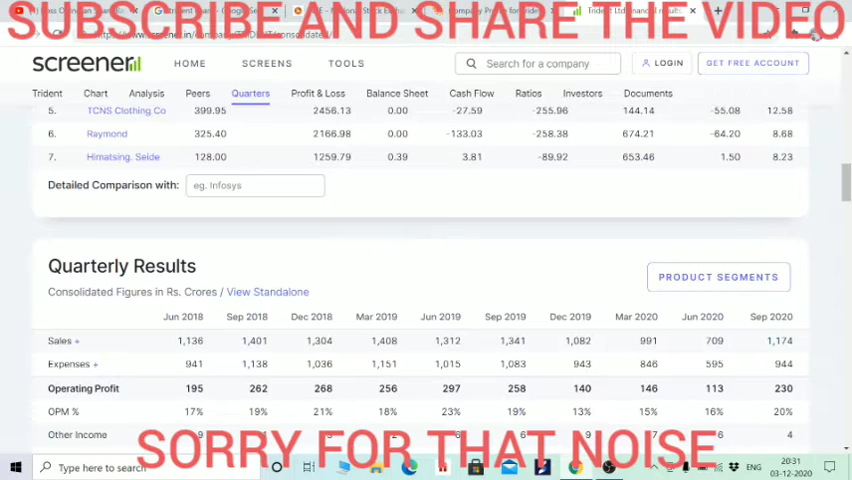 SUBSCRIBE AND SHARE THE VIDEO
screener
HOME SCREENS TOOLS Search for a company LOGIN GET FREE ACCOUNT
Trident Chart Analysis Peers Quarters Profit & Loss Balance Sheet Cash Flow Ratios Investors Documents
5. TCNS Clothing Co 399.95 2456.13 0.00 -27.59 -255.96 144.14 -55.08 12.58
6. Raymond 325.40 2166.98 0.00 -133.03 -258.38 674.21 -64.20 8.68
7. Himatsing. Seide 128.00 1259.79 0.39 3.81 -89.92 653.46 1.50 8.23
Detailed Comparison with: eg. Infosys
Quarterly Results
PRODUCT SEGMENTS
Consolidated Figures in Rs. Crores / View Standalone
Jun 2018 Sep 2018 Dec 2018 Mar 2019 Jun 2019 Sep 2019 Dec 2019 Mar 2020 Jun 2020 Sep 2020
Sales + 1,136 1,401 1,304 1,408 1,312 1,341 1,082 991 709 1,174
Expenses + 941 1,138 1,036 1,151 1,015 1,083 943 846 595 944
Operating Profit 195 262 268 256 297 258 140 146 113 230
OPM % 17% 19% 21% 18% 23% 19% 13% 15% 16% 20%
Other Income 9 6 4
SORRY FOR THAT NOISE
Type here to search
ENG
20:31
03-12-2020